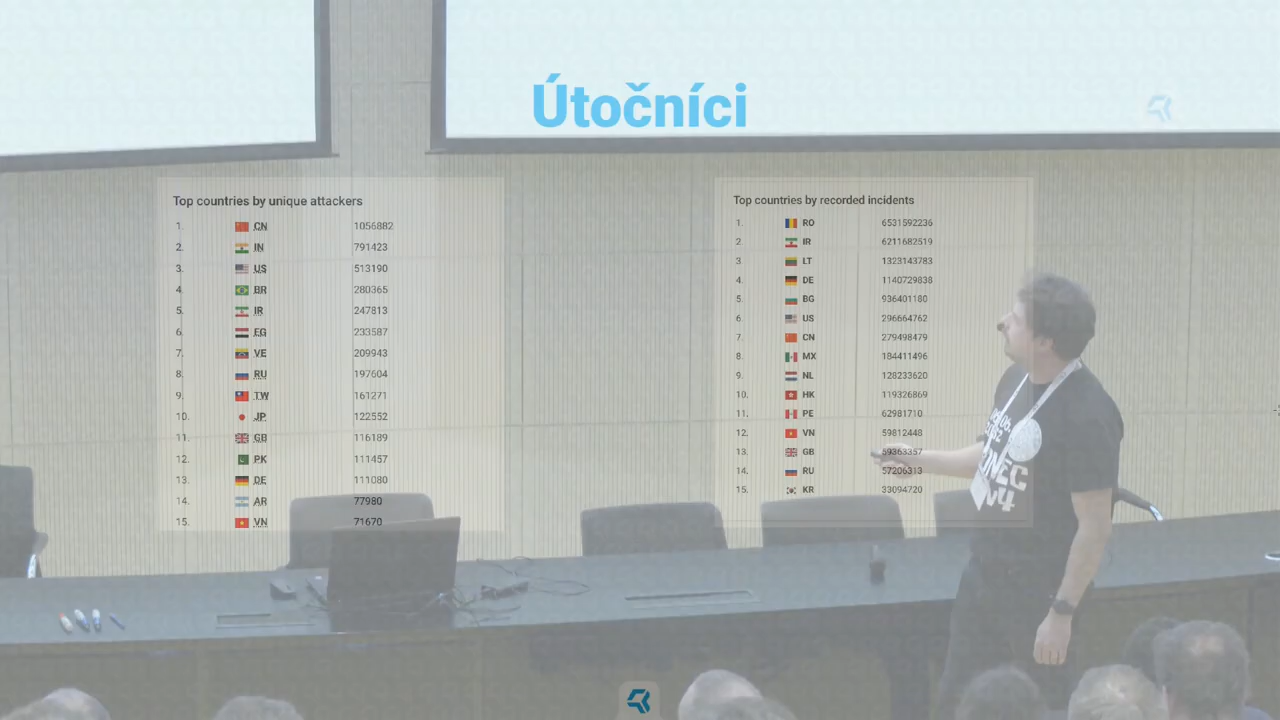 Útočníci
Top countries by unique attackers
1. CN 1056882
2. IN 791423
3. US 513190
4. BR 280365
5. IR 247813
6. EG 233587
7. VE 209943
8. RU 197604
9. TW 161271
10. JP 122552
11. GB 116189
12. PK 111457
13. DE 111080
14. AR 77980
15. VN 71670
Top countries by recorded incidents
1. RO 6531592236
2. IR 6211682519
3. LT 1323143783
4. DE 1140729838
5. BG 936401180
6. US 296664762
7. CN 279498479
8. MX 184411496
9. NL 128233620
10. HK 119326869
11. PE 62981710
12. VN 59812448
13. GB 59363357
14. RU 57206313
15. KR 33094720